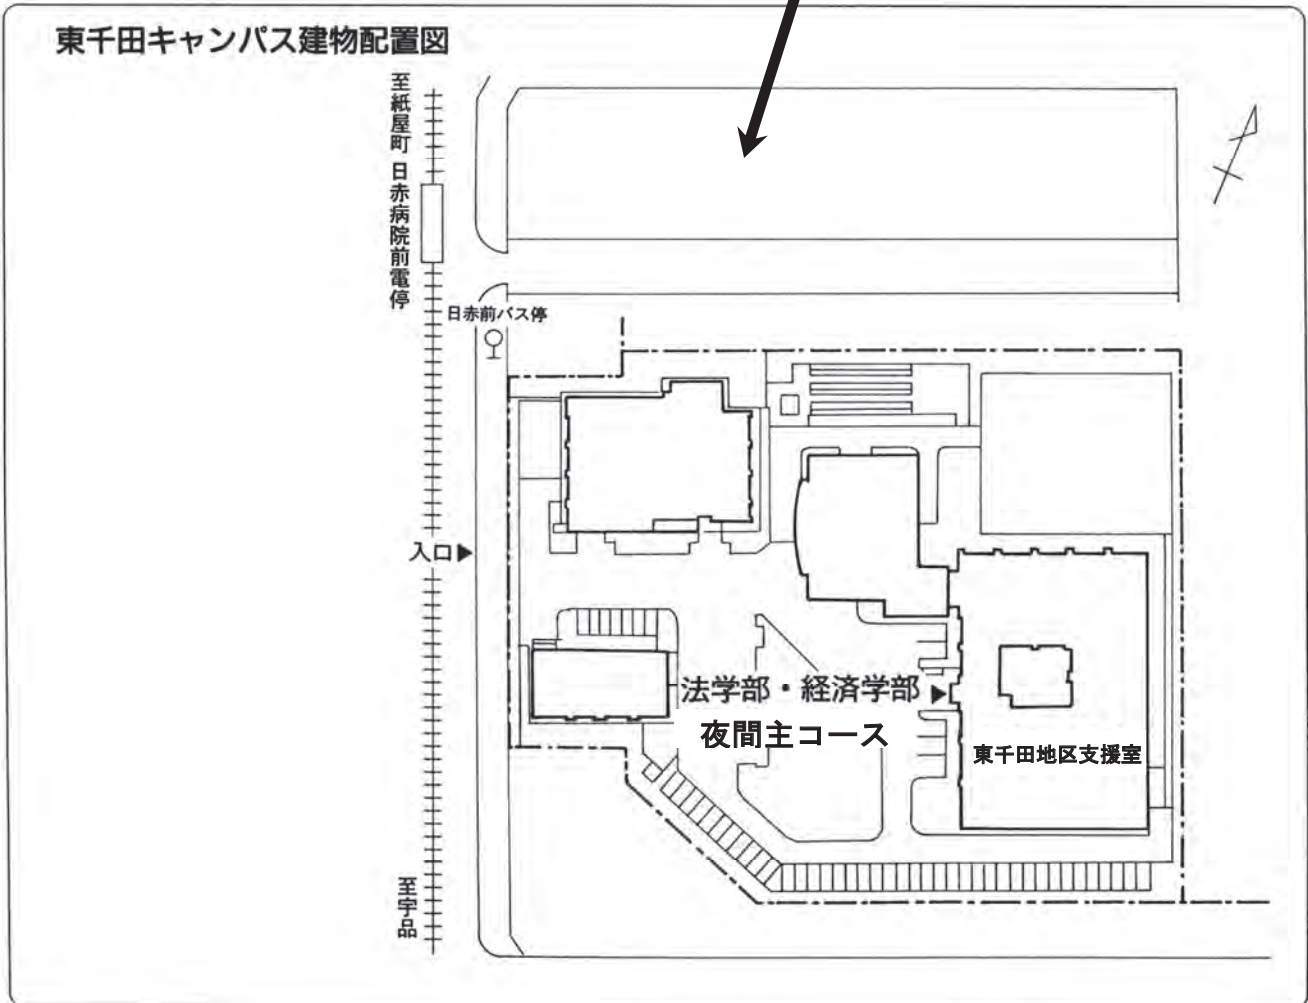 東千田キャンパス建物配置図
至紙屋町
日赤病院前電停
日赤前バス停
入口▶
法学部・経済学部▶
夜間主コース
東千田地区支援室
至宇品